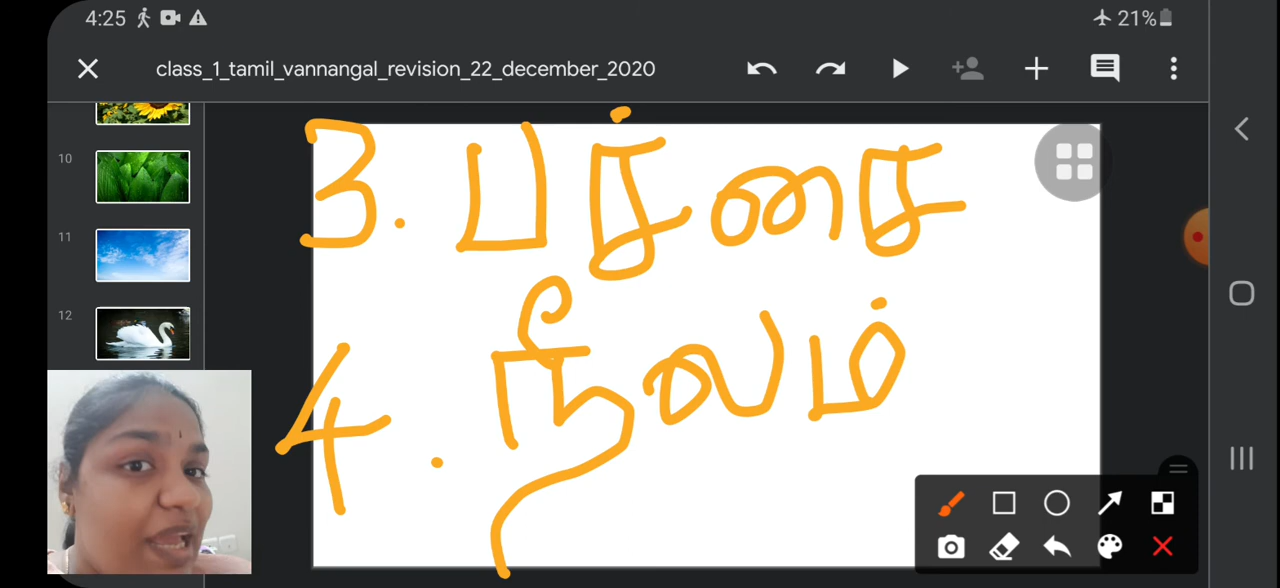 4:25
21%
class_1_tamil_vannangal_revision_22_december_2020
10
11
12
3. பச்சை
4. நீலம்